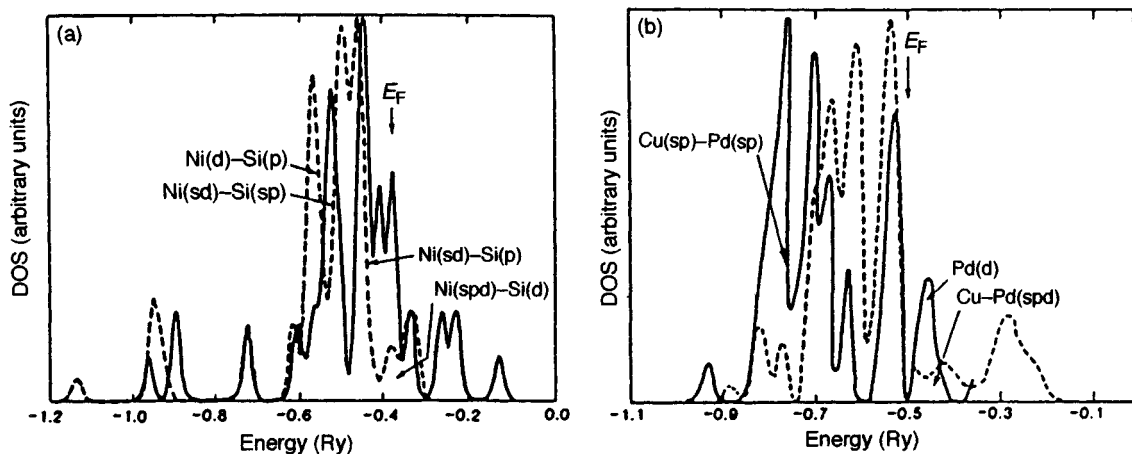 (a)
E_F
Ni(d)–Si(p)
Ni(sd)–Si(sp)
Ni(sd)–Si(p)
Ni(spd)–Si(d)
DOS (arbitrary units)
-1.2 -1.0 -0.8 -0.6 -0.4 -0.2 0.0
Energy (Ry)
(b)
E_F
Cu(sp)–Pd(sp)
Pd(d)
Cu–Pd(spd)
DOS (arbitrary units)
-1.1 -0.9 -0.7 -0.5 -0.3 -0.1
Energy (Ry)